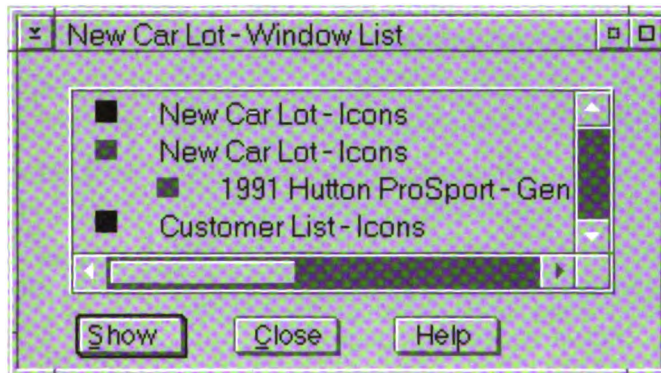 New Car Lot - Window List
New Car Lot - Icons
New Car Lot - Icons
1991 Hutton ProSport - Gen
Customer List - Icons
Show Close Help